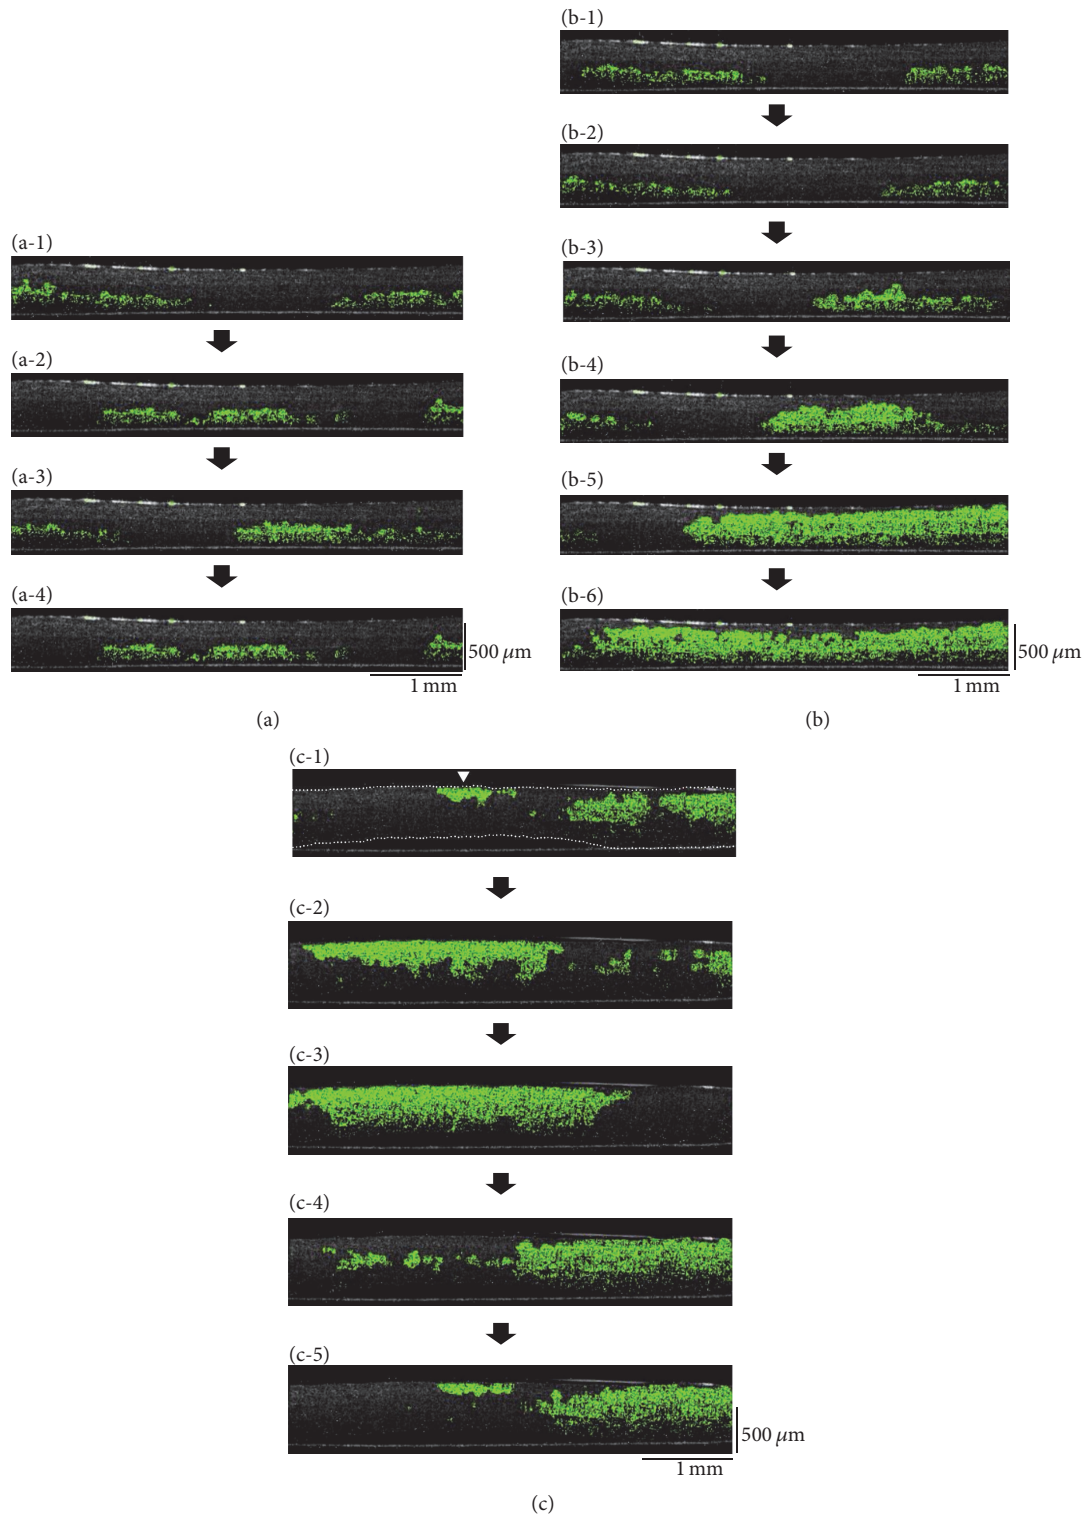 (a-1)
(a-2)
(a-3)
(a-4)
500 μm
1 mm
(a)
(b-1)
(b-2)
(b-3)
(b-4)
(b-5)
(b-6)
500 μm
1 mm
(b)
(c-1)
(c-2)
(c-3)
(c-4)
(c-5)
500 μm
1 mm
(c)